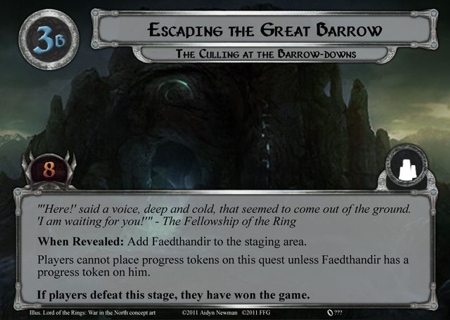 3B
Escaping the Great Barrow
The Culling at the Barrow-downs
8
"'Here!' said a voice, deep and cold, that seemed to come out of the ground.
'I am waiting for you!'" - The Fellowship of the Ring
When Revealed: Add Faedthandir to the staging area.
Players cannot place progress tokens on this quest unless Faedthandir has a
progress token on him.
If players defeat this stage, they have won the game.
Illus. Lord of the Rings: War in the North concept art ©2011 Aidyn Newman ©2011 FFG ???